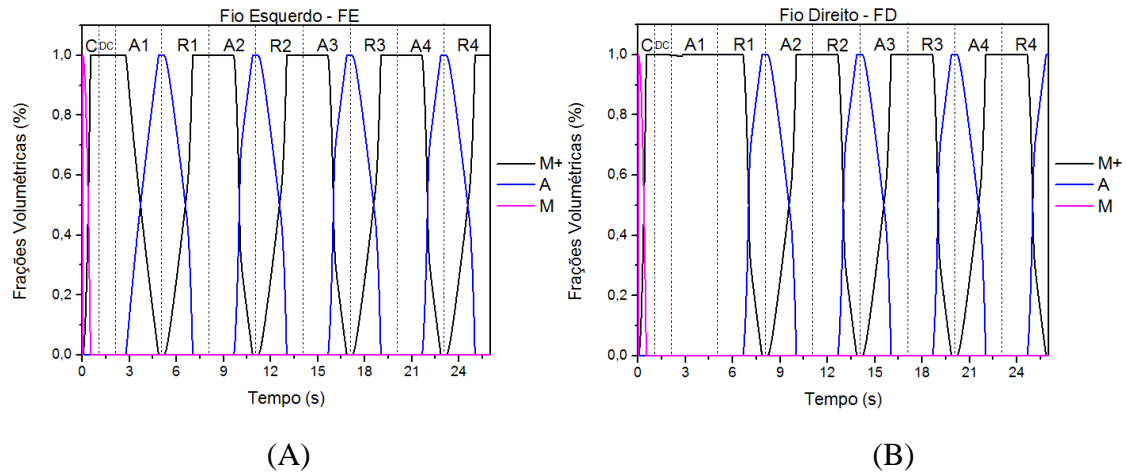 Fio Esquerdo - FE
C DC A1 R1 A2 R2 A3 R3 A4 R4
1,0
0,8
0,6
0,4
0,2
0,0
Frações Volumétricas (%)
0 3 6 9 12 15 18 21 24
Tempo (s)
M+
A
M
(A)
Fio Direito - FD
C DC A1 R1 A2 R2 A3 R3 A4 R4
1,0
0,8
0,6
0,4
0,2
0,0
Frações Volumétricas (%)
0 3 6 9 12 15 18 21 24
Tempo (s)
M+
A
M
(B)